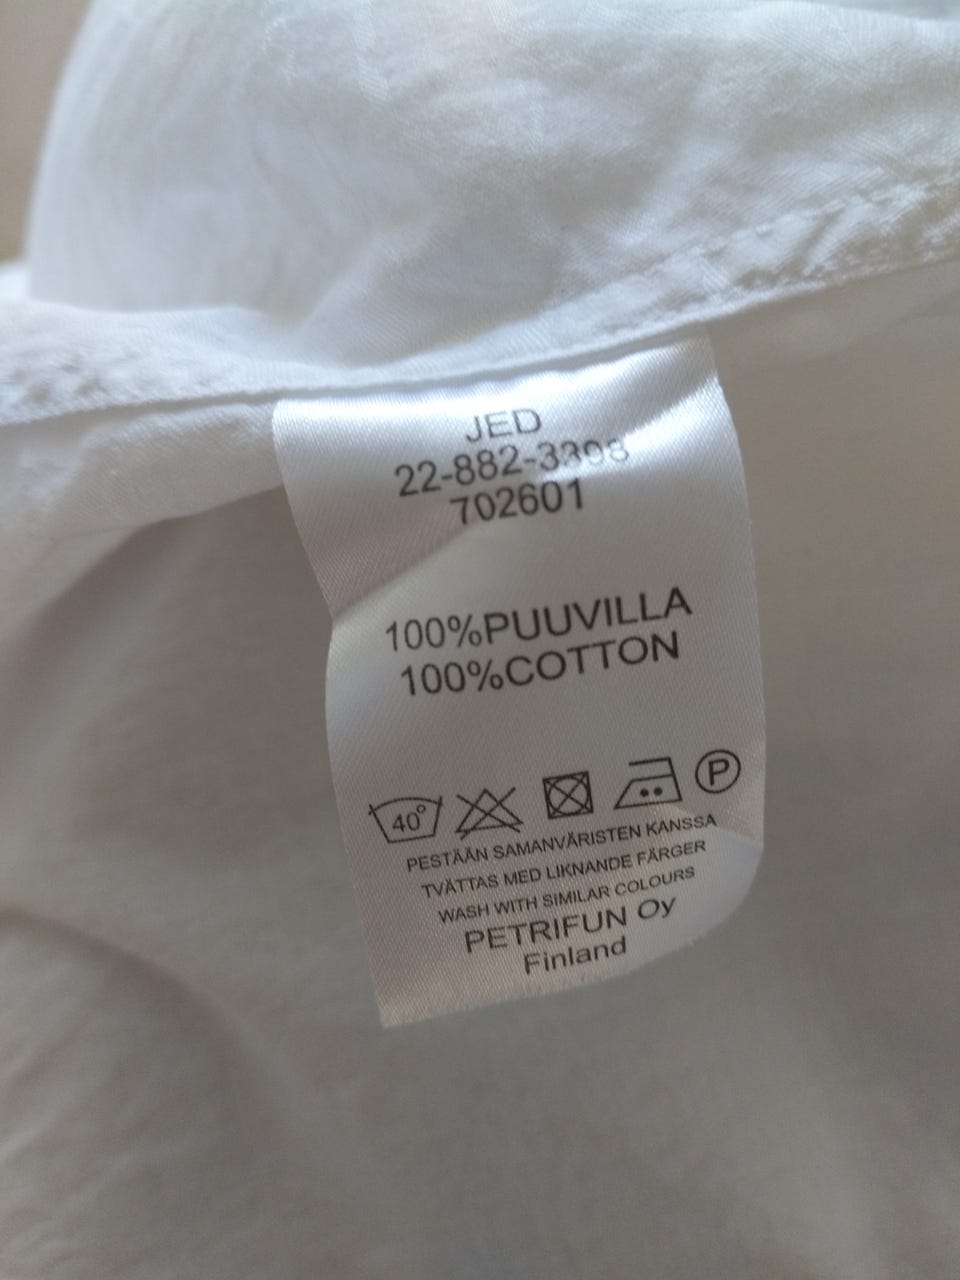 JED
22-882-3398
702601
100%PUUVILLA
100%COTTON
40°
P
PESTÄÄN SAMANVÄRISTEN KANSSA
TVÄTTAS MED LIKNANDE FÄRGER
WASH WITH SIMILAR COLOURS
PETRIFUN Oy
Finland